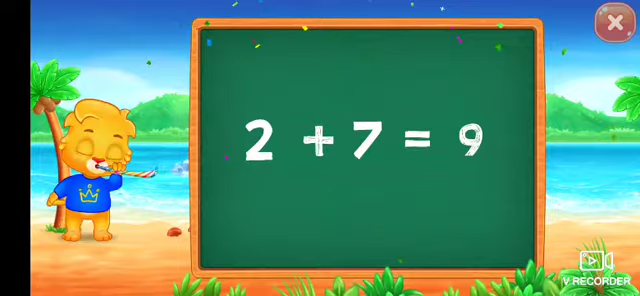 2 + 7 = 9
V RECORDER